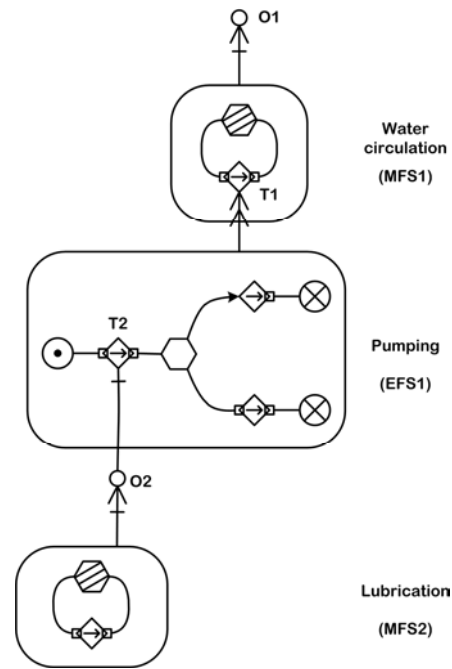 O1
Water
circulation
(MFS1)
T1
T2
Pumping
(EFS1)
O2
Lubrication
(MFS2)